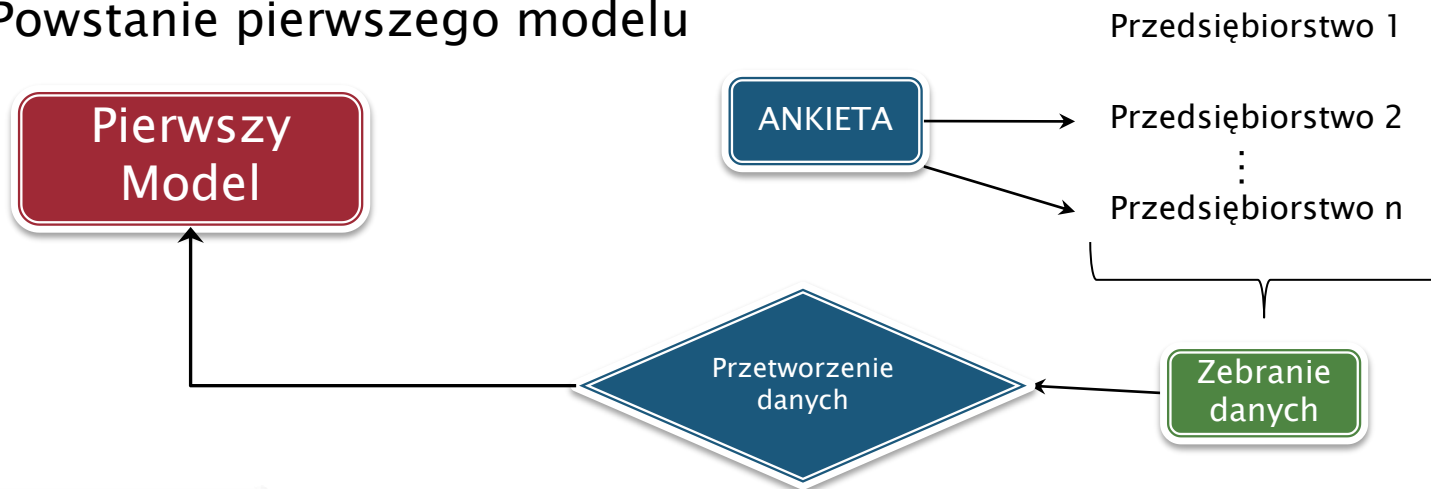 Powstanie pierwszego modelu
Przedsiębiorstwo 1
Pierwszy
Model
ANKIETA
Przedsiębiorstwo 2
⋮
Przedsiębiorstwo n
Przetworzenie
danych
Zebranie
danych